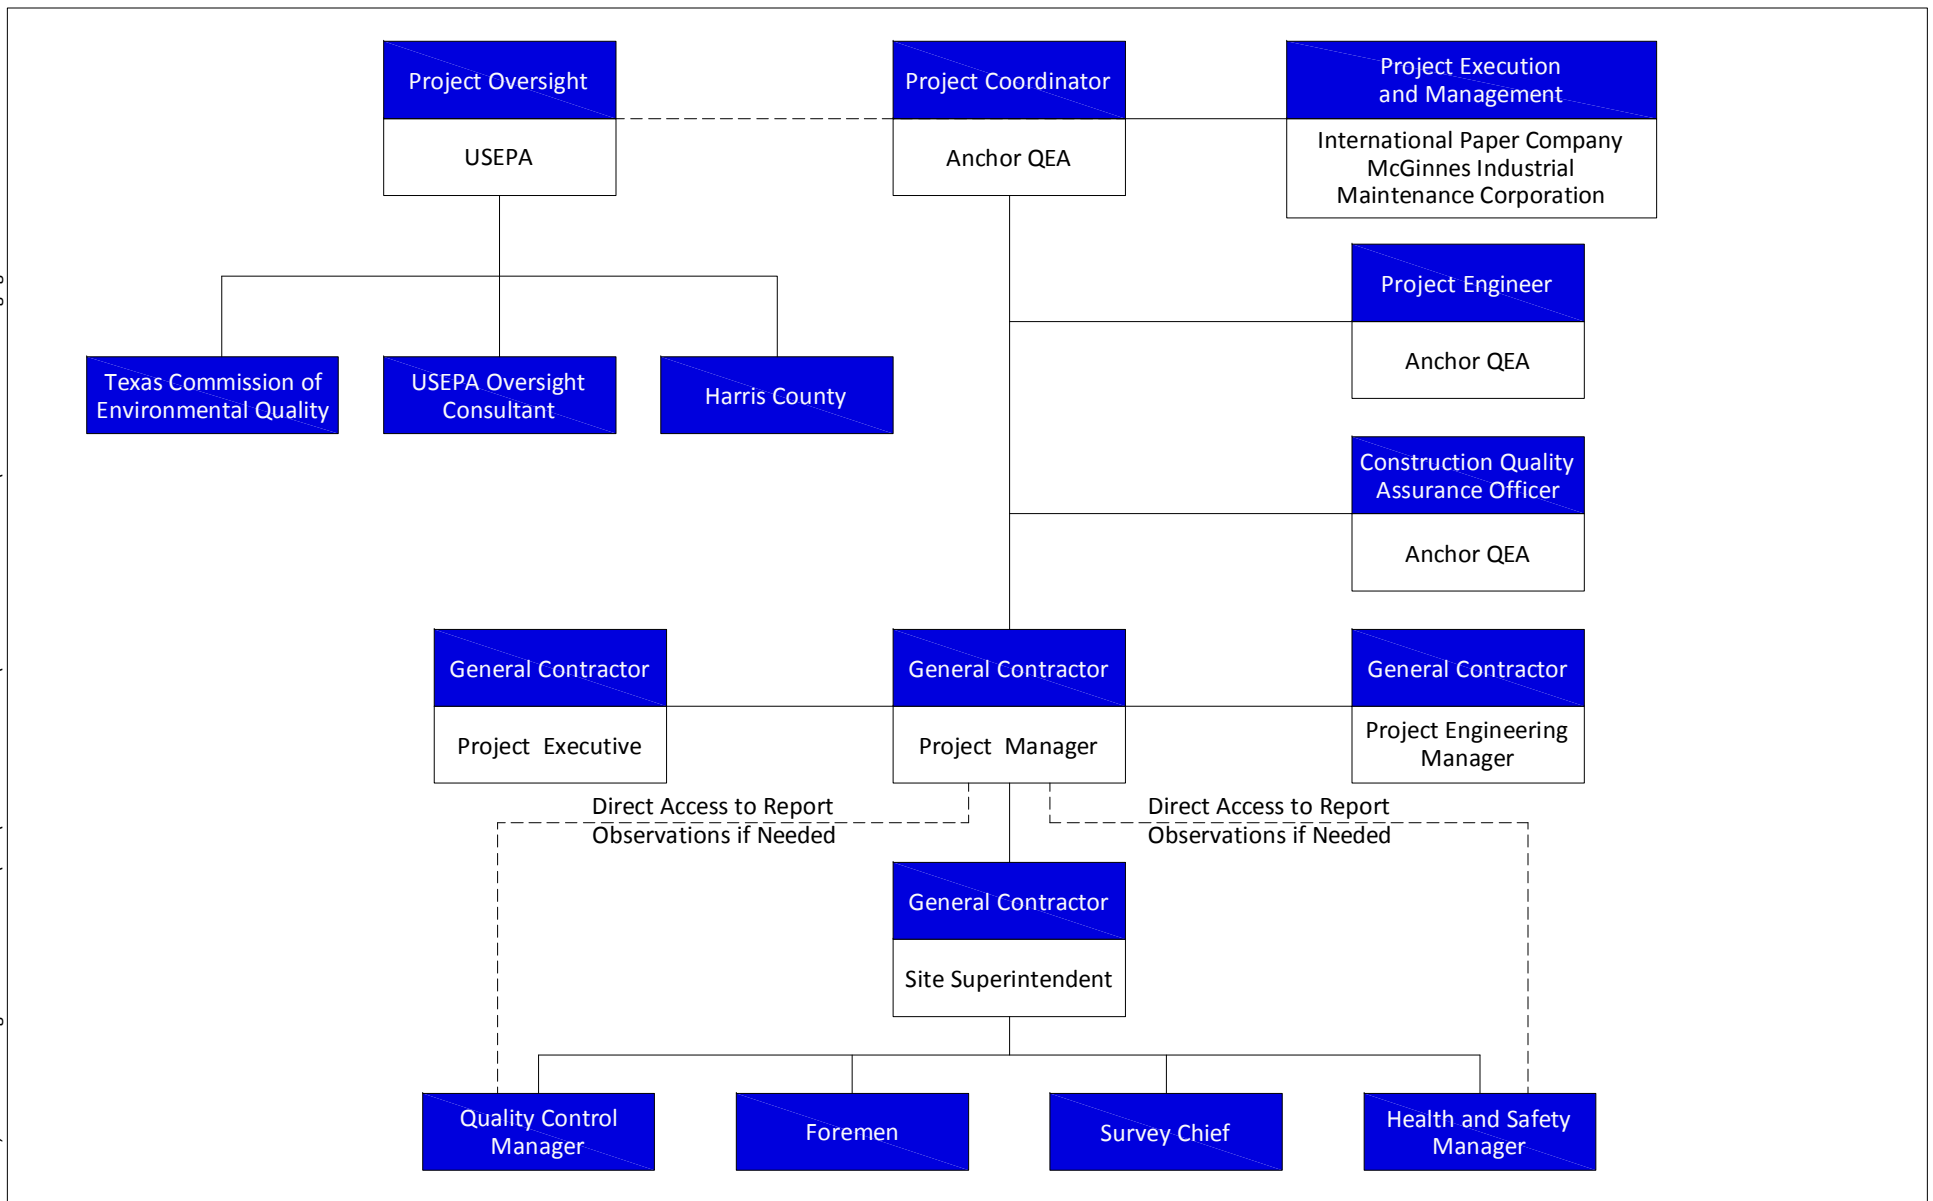 Project Oversight
USEPA
Project Coordinator
Anchor QEA
Project Execution
and Management
International Paper Company
McGinnes Industrial
Maintenance Corporation
Project Engineer
Anchor QEA
Texas Commission of
Environmental Quality
USEPA Oversight
Consultant
Harris County
Construction Quality
Assurance Officer
Anchor QEA
General Contractor
Project  Executive
General Contractor
Project  Manager
General Contractor
Project Engineering
Manager
Direct Access to Report
Observations if Needed
Direct Access to Report
Observations if Needed
General Contractor
Site Superintendent
Quality Control
Manager
Foremen
Survey Chief
Health and Safety
Manager